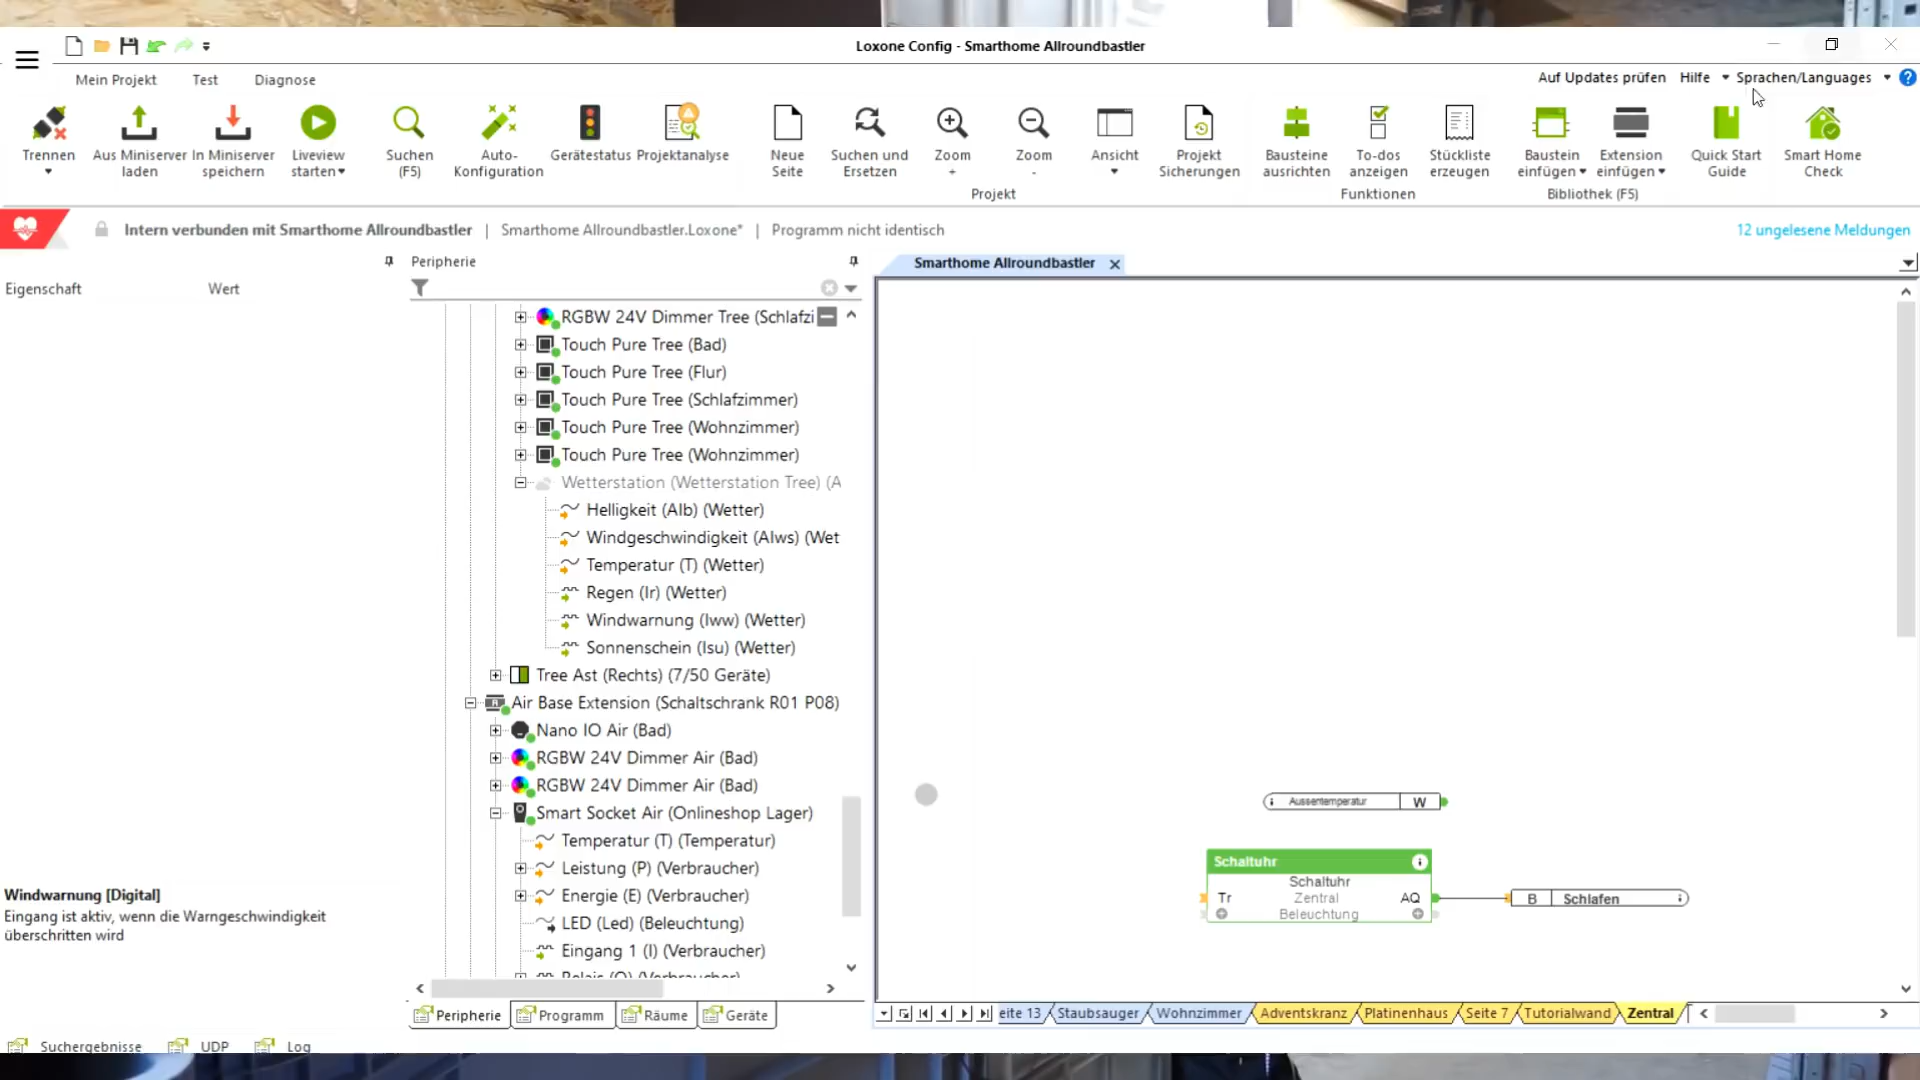 Loxone Config - Smarthome Allroundbastler
Mein Projekt Test Diagnose
Auf Updates prüfen Hilfe Sprachen/Languages ?
Trennen
Aus Miniserver laden
In Miniserver speichern
Liveview starten
Suchen (F5)
Auto-Konfiguration
Gerätestatus
Projektanalyse
Neue Seite
Suchen und Ersetzen
Zoom +
Zoom -
Ansicht
Projekt Sicherungen
Bausteine ausrichten
To-dos anzeigen
Stückliste erzeugen
Baustein einfügen
Extension einfügen
Quick Start Guide
Smart Home Check
Projekt
Funktionen
Bibliothek (F5)
Intern verbunden mit Smarthome Allroundbastler | Smarthome Allroundbastler.Loxone* | Programm nicht identisch
12 ungelesene Meldungen
Eigenschaft Wert
Windwarnung [Digital]
Eingang ist aktiv, wenn die Warngeschwindigkeit
überschritten wird
Peripherie
RGBW 24V Dimmer Tree (Schlafzi
Touch Pure Tree (Bad)
Touch Pure Tree (Flur)
Touch Pure Tree (Schlafzimmer)
Touch Pure Tree (Wohnzimmer)
Touch Pure Tree (Wohnzimmer)
Wetterstation (Wetterstation Tree) (A
Helligkeit (Alb) (Wetter)
Windgeschwindigkeit (Alws) (Wet
Temperatur (T) (Wetter)
Regen (Ir) (Wetter)
Windwarnung (Iww) (Wetter)
Sonnenschein (Isu) (Wetter)
Tree Ast (Rechts) (7/50 Geräte)
Air Base Extension (Schaltschrank R01 P08)
Nano IO Air (Bad)
RGBW 24V Dimmer Air (Bad)
RGBW 24V Dimmer Air (Bad)
Smart Socket Air (Onlineshop Lager)
Temperatur (T) (Temperatur)
Leistung (P) (Verbraucher)
Energie (E) (Verbraucher)
LED (Led) (Beleuchtung)
Eingang 1 (I) (Verbraucher)
Relais (Q) (Verbraucher)
Peripherie Programm Räume Geräte
Smarthome Allroundbastler
Aussentemperatur W
Schaltuhr
Schaltuhr
Tr Zentral AQ
Beleuchtung
B Schlafen
eite 13 Staubsauger Wohnzimmer Adventskranz Platinenhaus Seite 7 Tutorialwand Zentral
Suchergebnisse UDP Log